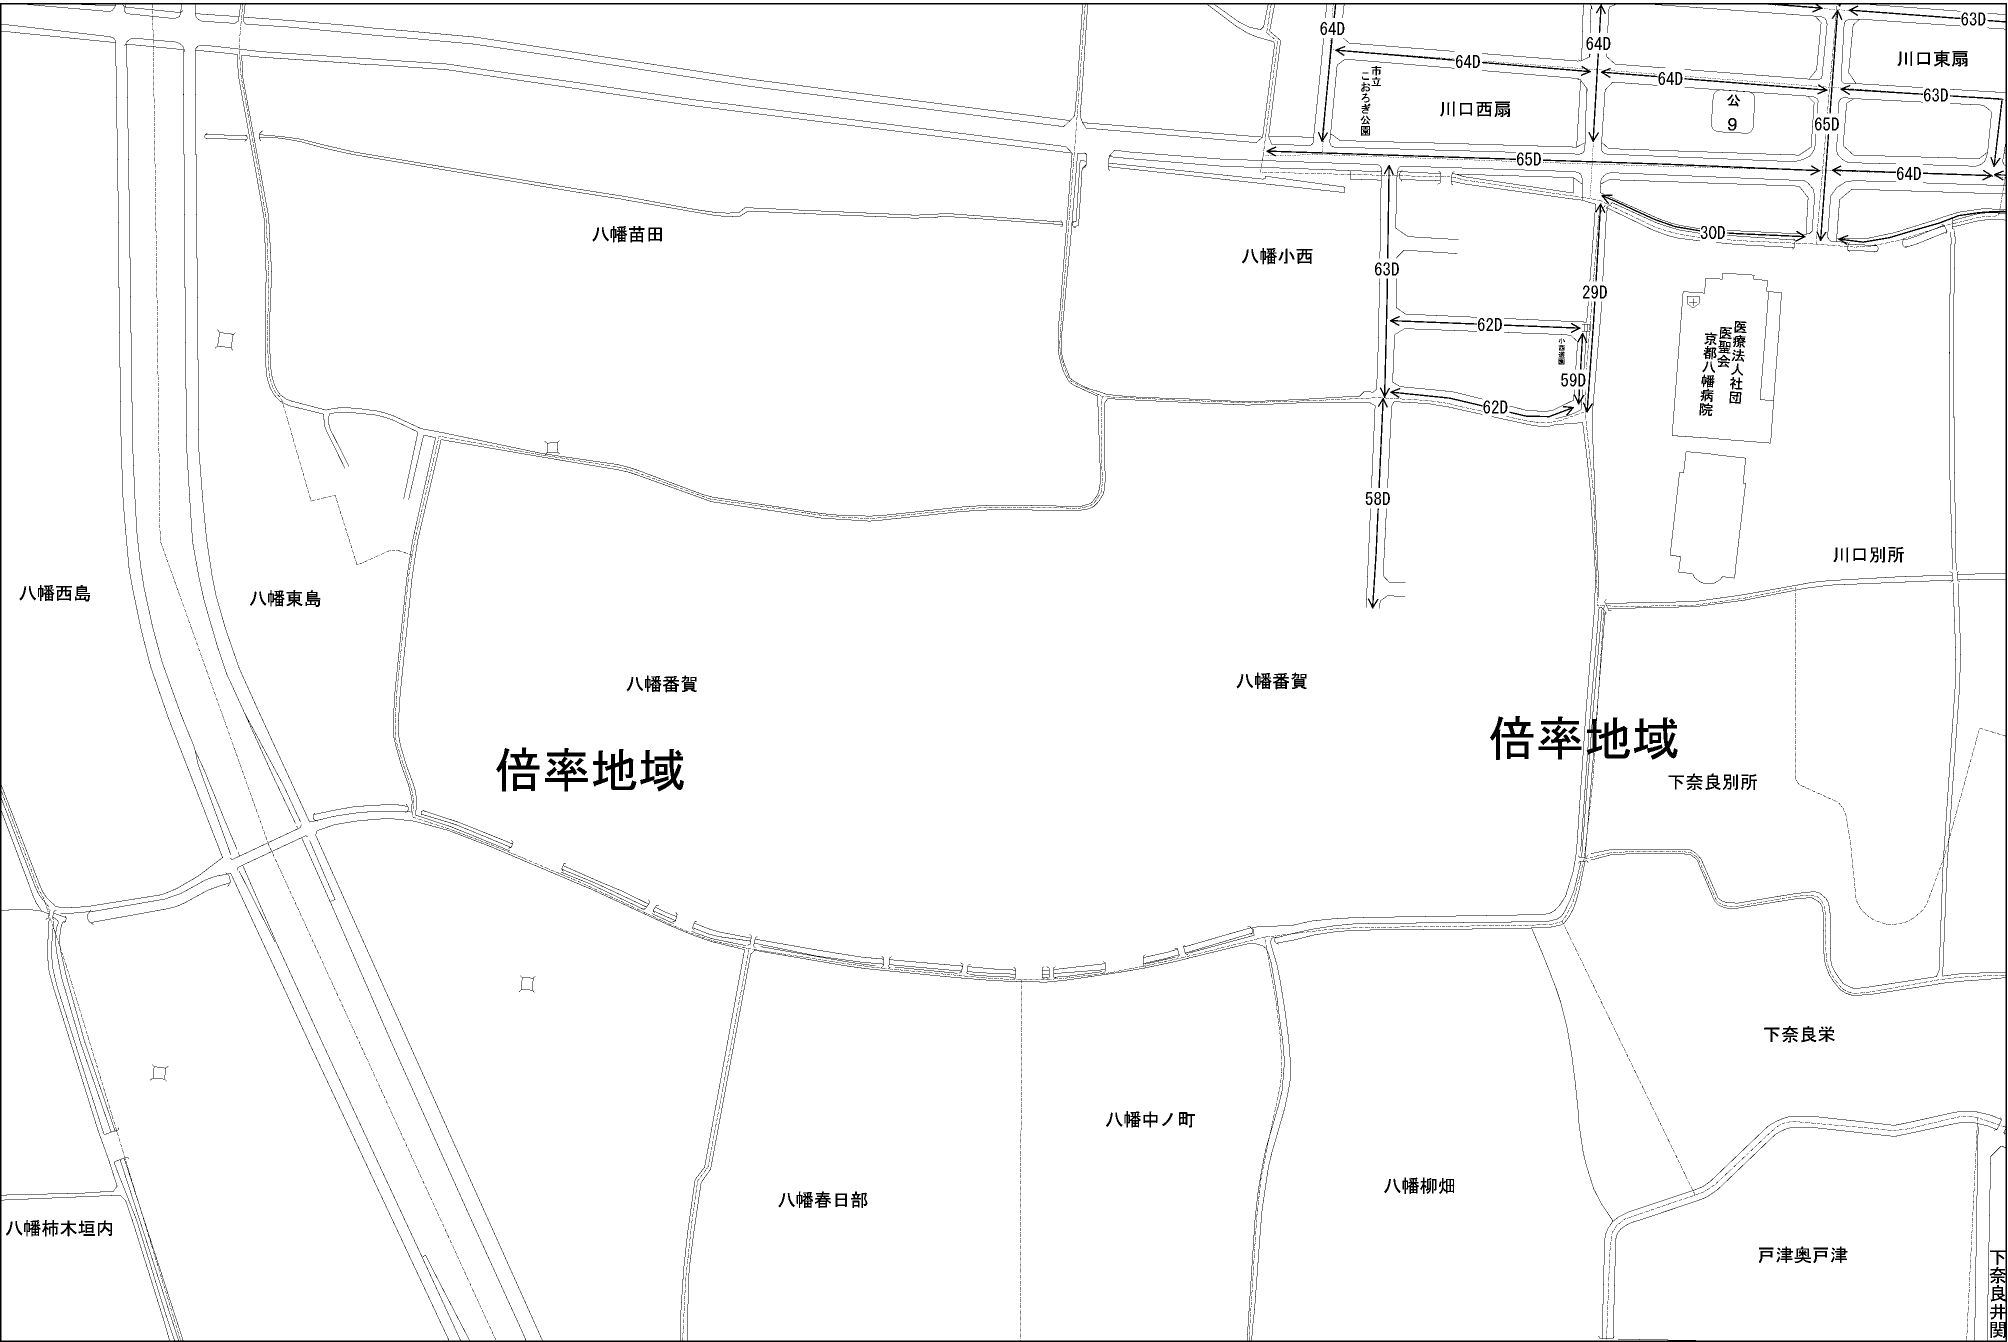 64D
64D
63D
64D
64D
63D
川口東扇
市立
こおろぎ公園
川口西扇
公
9
65D
65D
64D
八幡苗田
八幡小西
30D
63D
29D
62D
小西遊園
59D
62D
医療法人社団
医聖会
京都八幡病院
58D
川口別所
八幡西島
八幡東島
八幡番賀
八幡番賀
倍率地域
倍率地域
下奈良別所
下奈良栄
八幡中ノ町
八幡春日部
八幡柳畑
八幡柿木垣内
戸津奥戸津
下奈良井関